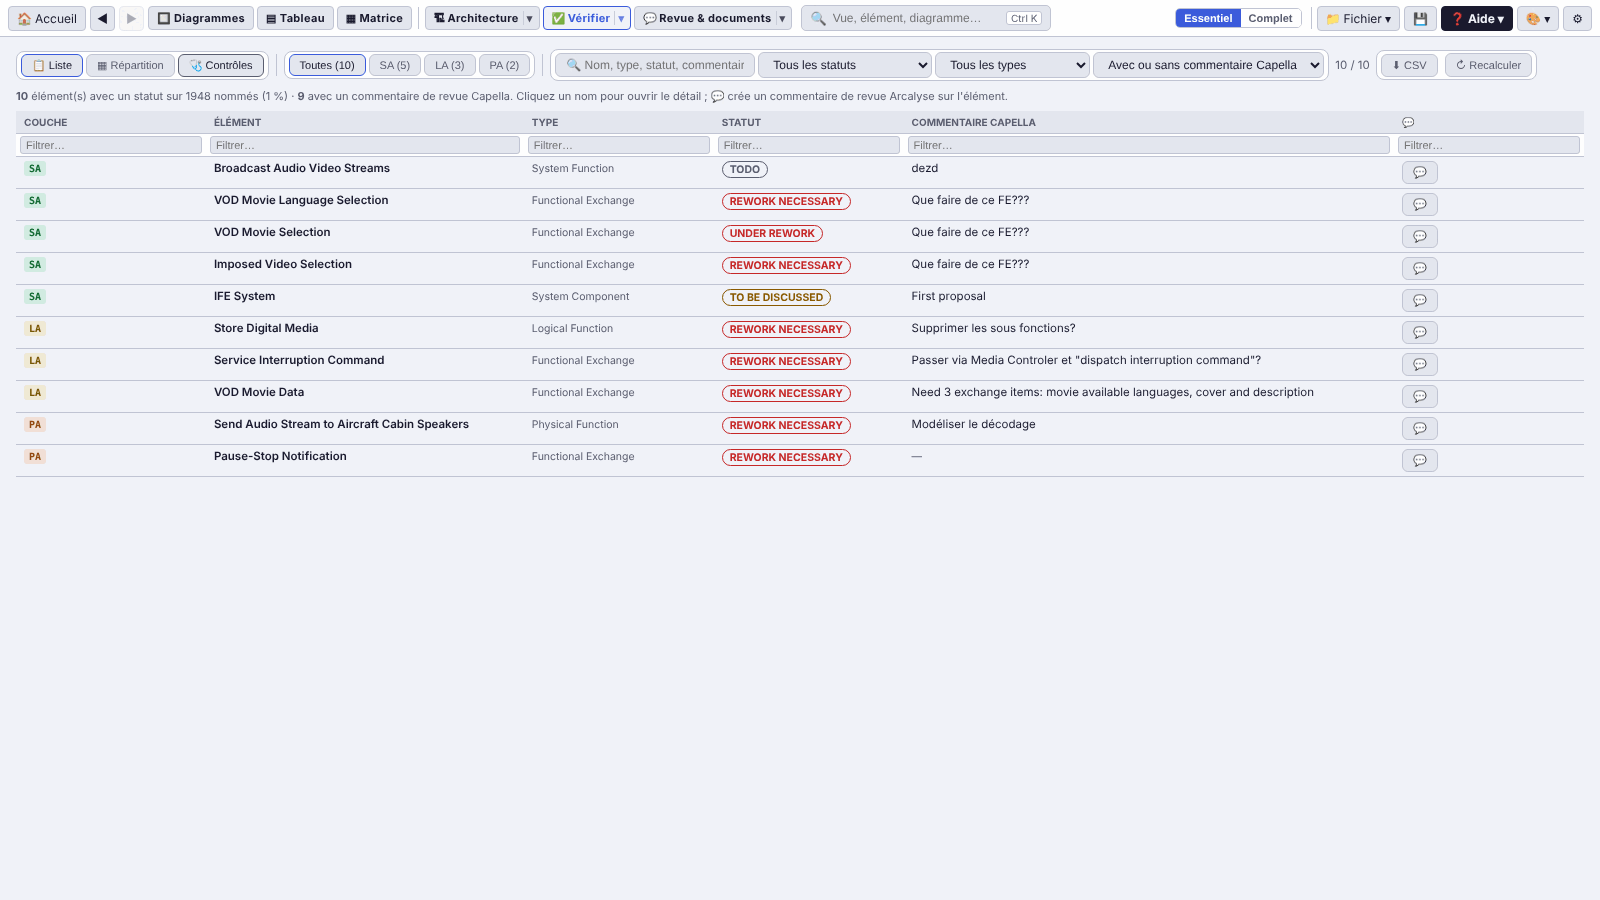 🏠 Accueil ◀ ▶ 🔲 Diagrammes ▤ Tableau ▦ Matrice 🏗 Architecture ▾ ✅ Vérifier ▾ 💬 Revue & documents ▾ 🔍 Vue, élément, diagramme… Ctrl K Essentiel Complet 📁 Fichier ▾ 💾 ❓ Aide ▾ 🎨 ▾ ⚙
📋 Liste ▦ Répartition 🩺 Contrôles Toutes (10) SA (5) LA (3) PA (2) 🔍 Nom, type, statut, commentair Tous les statuts Tous les types Avec ou sans commentaire Capella 10 / 10 ⬇ CSV ↻ Recalculer
10 élément(s) avec un statut sur 1948 nommés (1 %) · 9 avec un commentaire de revue Capella. Cliquez un nom pour ouvrir le détail ; 💬 crée un commentaire de revue Arcalyse sur l'élément.
COUCHE ÉLÉMENT TYPE STATUT COMMENTAIRE CAPELLA 💬
Filtrer… Filtrer… Filtrer… Filtrer… Filtrer… Filtrer…
SA Broadcast Audio Video Streams System Function TODO dezd 💬
SA VOD Movie Language Selection Functional Exchange REWORK NECESSARY Que faire de ce FE??? 💬
SA VOD Movie Selection Functional Exchange UNDER REWORK Que faire de ce FE??? 💬
SA Imposed Video Selection Functional Exchange REWORK NECESSARY Que faire de ce FE??? 💬
SA IFE System System Component TO BE DISCUSSED First proposal 💬
LA Store Digital Media Logical Function REWORK NECESSARY Supprimer les sous fonctions? 💬
LA Service Interruption Command Functional Exchange REWORK NECESSARY Passer via Media Controler et "dispatch interruption command"? 💬
LA VOD Movie Data Functional Exchange REWORK NECESSARY Need 3 exchange items: movie available languages, cover and description 💬
PA Send Audio Stream to Aircraft Cabin Speakers Physical Function REWORK NECESSARY Modéliser le décodage 💬
PA Pause-Stop Notification Functional Exchange REWORK NECESSARY — 💬